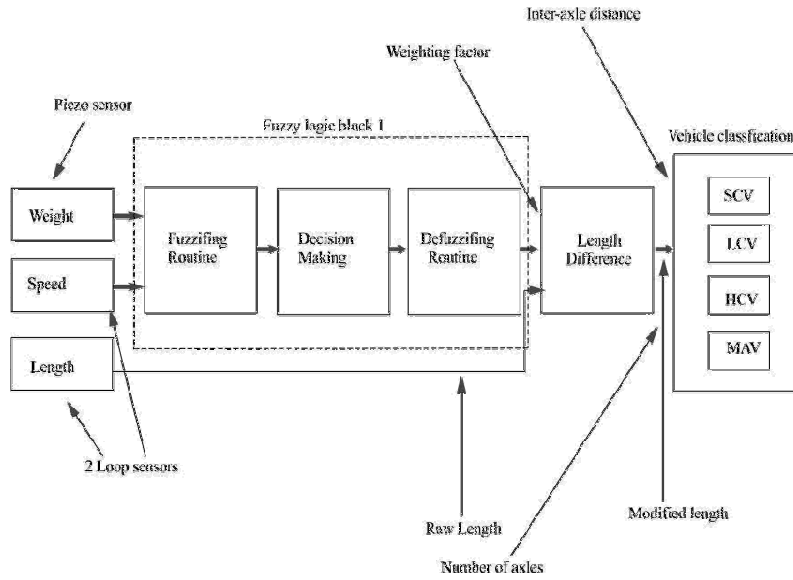 Inter-axle distance
Weighting factor
Piezo sensor
Fuzzy logic block 1
Vehicle classfication
Weight
Speed
Length
Fuzzifing
Routine
Decision
Making
Defuzzifing
Routine
Length
Difference
SCV
LCV
HCV
MAV
2 Loop sensors
Raw Length
Modified length
Number of axles